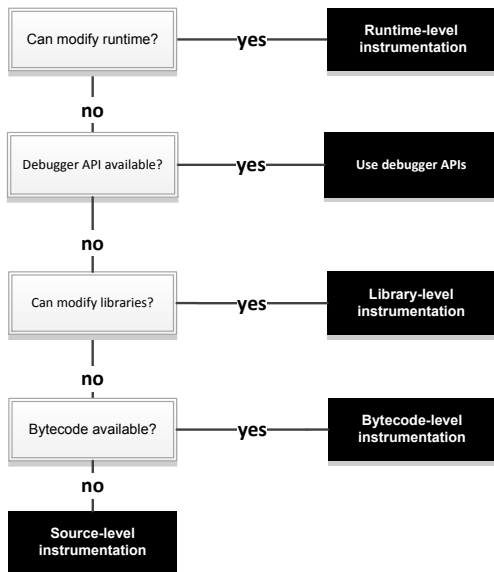 Can modify runtime?
yes
Runtime-level
instrumentation
no
Debugger API available?
yes
Use debugger APIs
no
Can modify libraries?
yes
Library-level
instrumentation
no
Bytecode available?
yes
Bytecode-level
instrumentation
no
Source-level
instrumentation